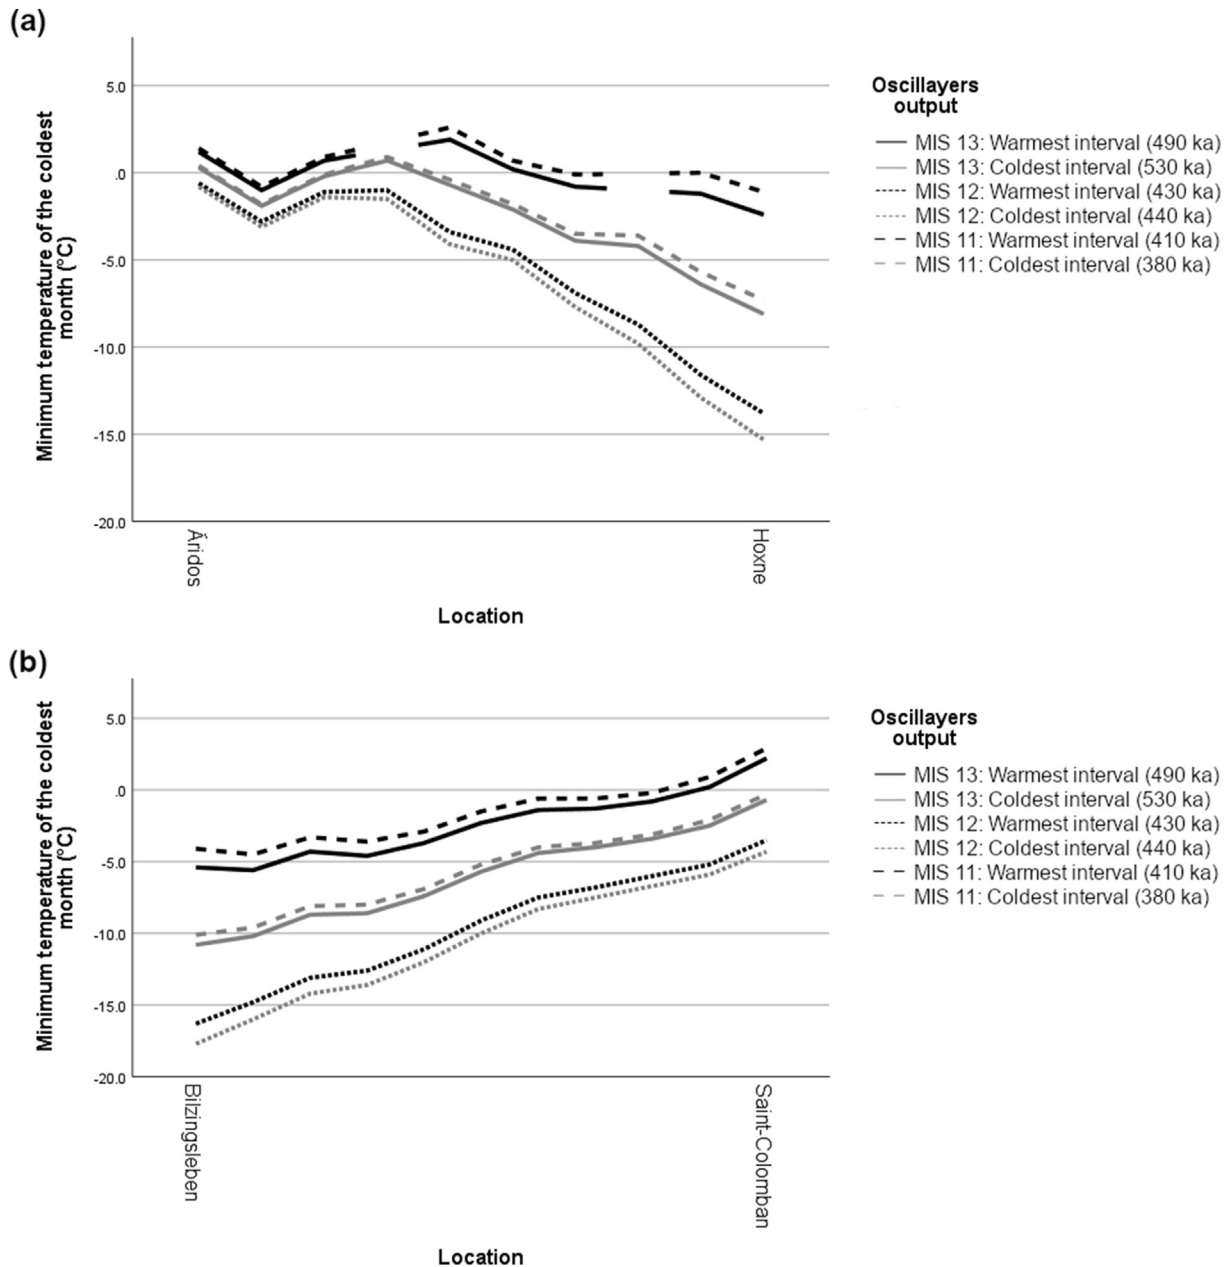 (a)
Minimum temperature of the coldest
month (°C)
5.0
.0
-5.0
-10.0
-15.0
-20.0
Áridos
Hoxne
Location
Oscillayers
output
MIS 13: Warmest interval (490 ka)
MIS 13: Coldest interval (530 ka)
MIS 12: Warmest interval (430 ka)
MIS 12: Coldest interval (440 ka)
MIS 11: Warmest interval (410 ka)
MIS 11: Coldest interval (380 ka)
(b)
Minimum temperature of the coldest
month (°C)
5.0
.0
-5.0
-10.0
-15.0
-20.0
Bilzingsleben
Saint-Colomban
Location
Oscillayers
output
MIS 13: Warmest interval (490 ka)
MIS 13: Coldest interval (530 ka)
MIS 12: Warmest interval (430 ka)
MIS 12: Coldest interval (440 ka)
MIS 11: Warmest interval (410 ka)
MIS 11: Coldest interval (380 ka)